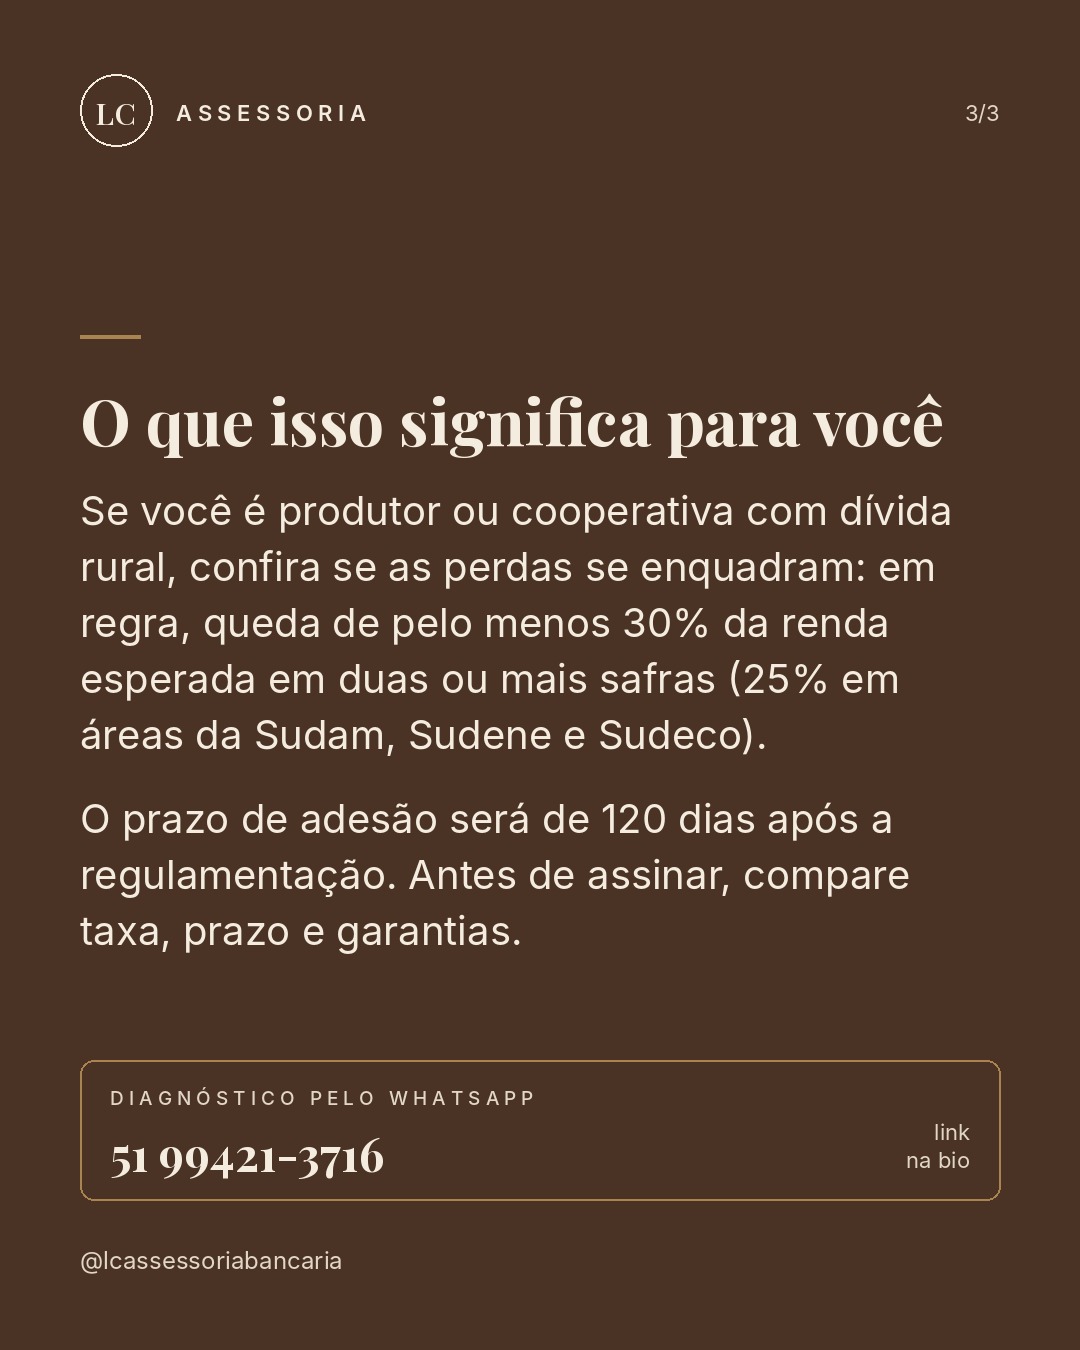 LC ASSESSORIA 3/3
O que isso significa para você
Se você é produtor ou cooperativa com dívida
rural, confira se as perdas se enquadram: em
regra, queda de pelo menos 30% da renda
esperada em duas ou mais safras (25% em
áreas da Sudam, Sudene e Sudeco).
O prazo de adesão será de 120 dias após a
regulamentação. Antes de assinar, compare
taxa, prazo e garantias.
DIAGNÓSTICO PELO WHATSAPP
51 99421-3716
link
na bio
@lcassessoriabancaria